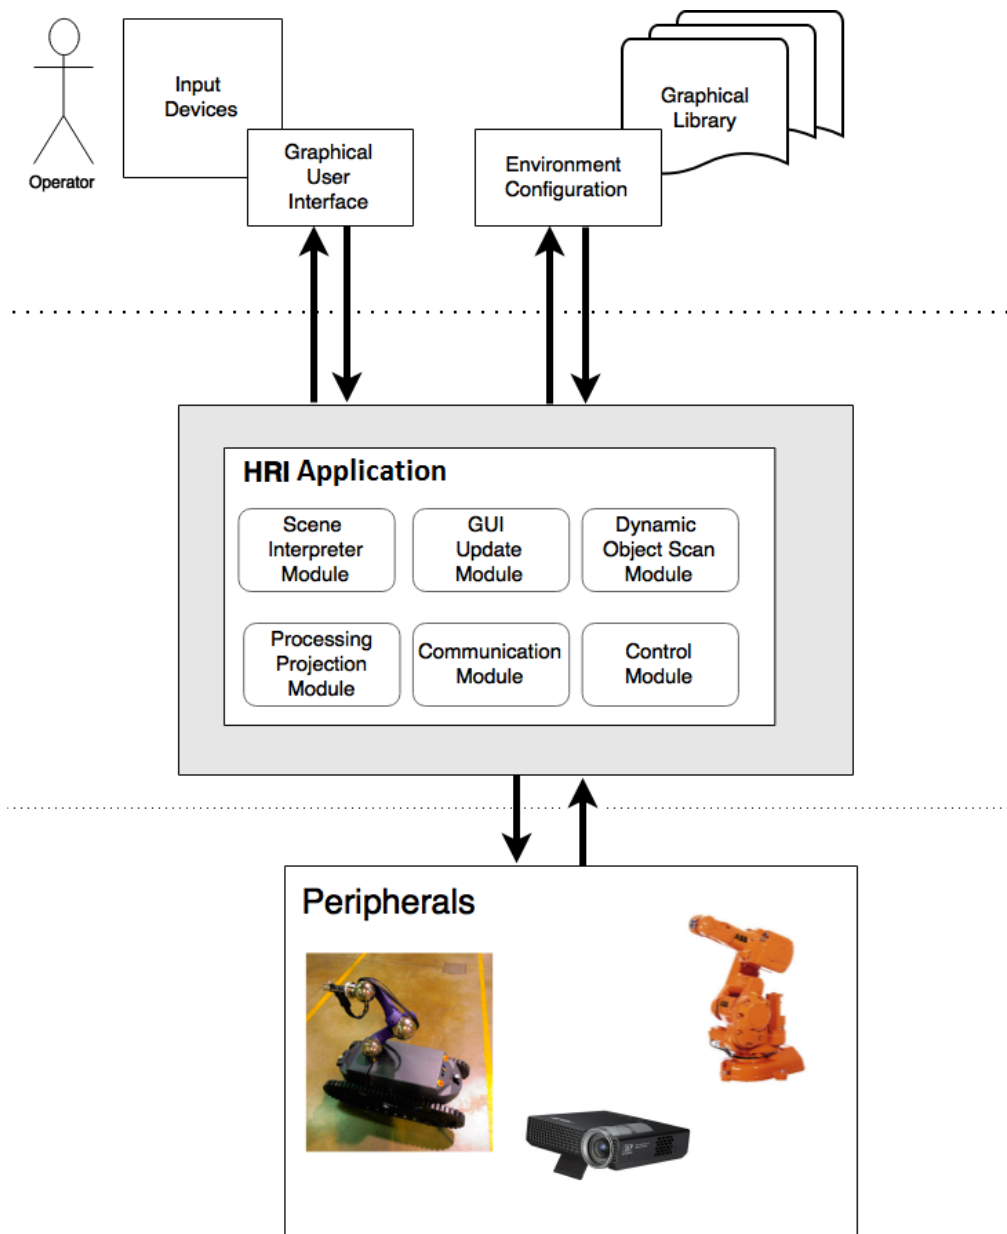 Input
Devices
Graphical
User
Interface
Operator
Environment
Configuration
Graphical
Library
HRI Application
Scene
Interpreter
Module
GUI
Update
Module
Dynamic
Object Scan
Module
Processing
Projection
Module
Communication
Module
Control
Module
Peripherals
ABB